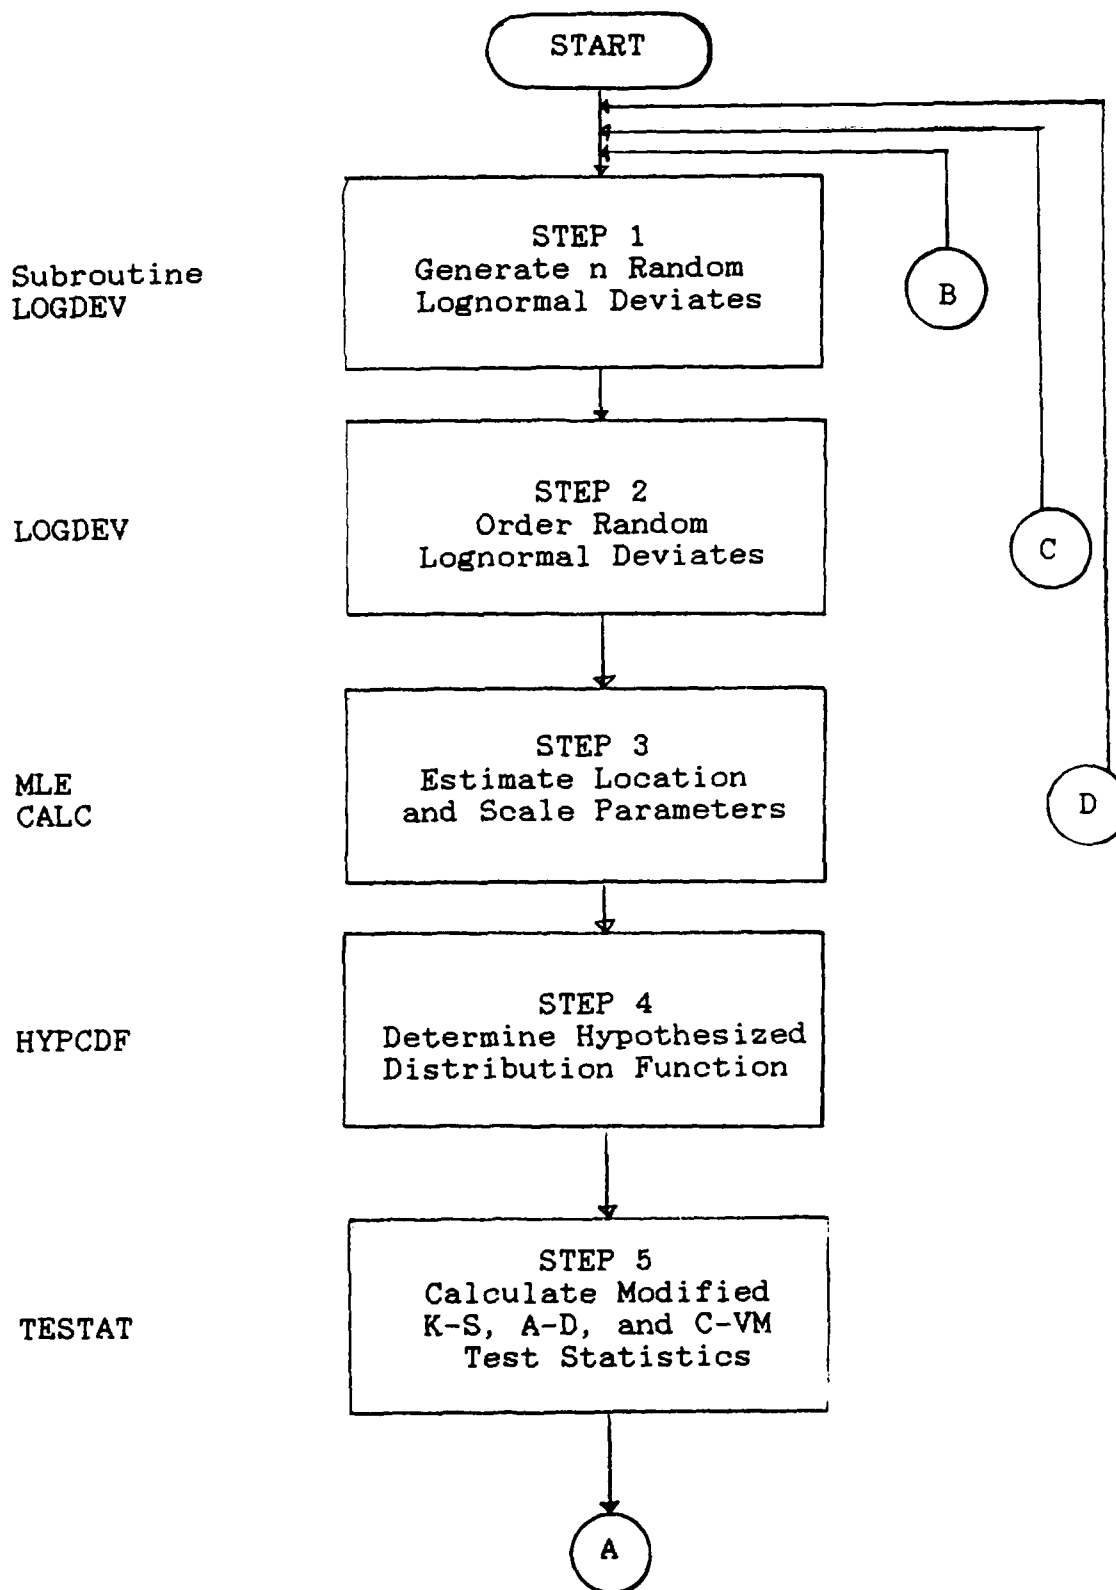 START
STEP 1
Generate n Random
Lognormal Deviates
Subroutine
LOGDEV
B
STEP 2
Order Random
Lognormal Deviates
LOGDEV
C
STEP 3
Estimate Location
and Scale Parameters
MLE
CALC
D
STEP 4
Determine Hypothesized
Distribution Function
HYPCDF
STEP 5
Calculate Modified
K-S, A-D, and C-VM
Test Statistics
TESTAT
A